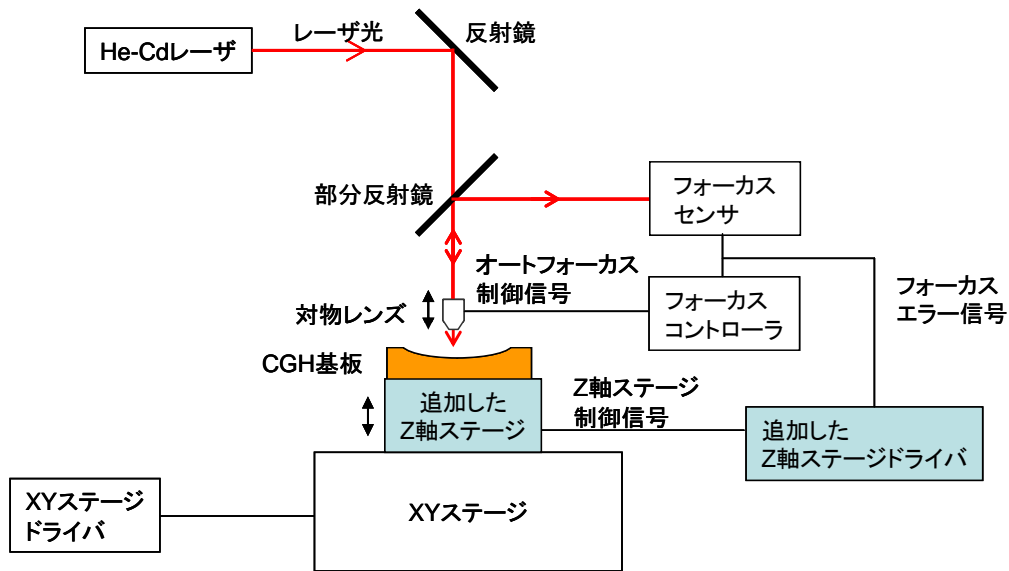 レーザ光
反射鏡
He-Cdレーザ
部分反射鏡
フォーカス
センサ
オートフォーカス
制御信号
対物レンズ
フォーカス
コントローラ
フォーカス
エラー信号
CGH基板
追加した
Z軸ステージ
Z軸ステージ
制御信号
追加した
Z軸ステージドライバ
XYステージ
ドライバ
XYステージ